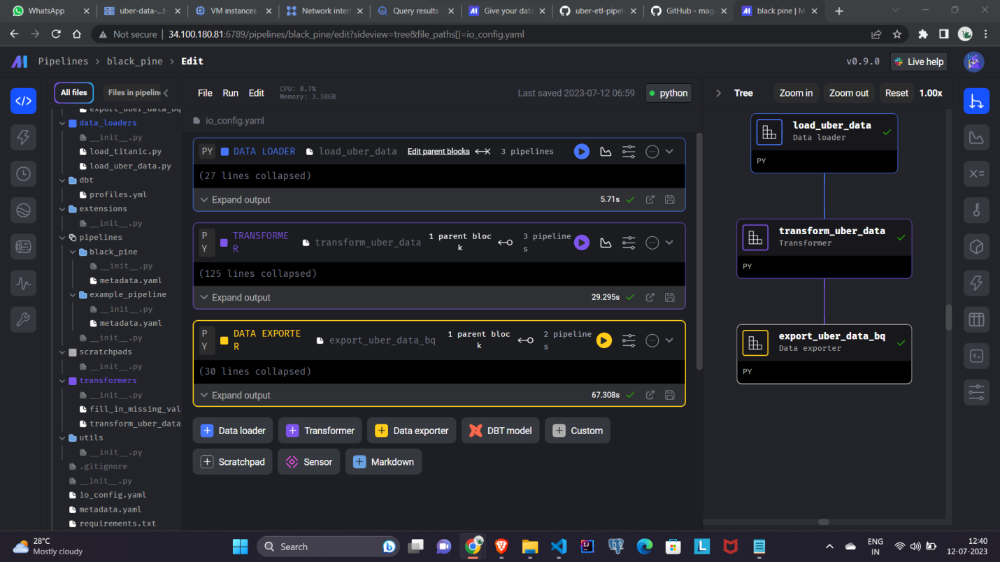 WhatsApp
uber-data-...t -
VM instances
Network interf
Query results -
Give your data
uber-etl-pipeli
GitHub - mage
black pine | M
Not secure
34.100.180.81:6789/pipelines/black_pine/edit?sideview=tree&file_paths[]=io_config.yaml
Pipelines > black_pine > Edit
v0.9.0
Live help
All files
Files in pipeline
export_uber_data_bq
data_loaders
__init__.py
load_titanic.py
load_uber_data.py
dbt
profiles.yml
extensions
__init__.py
pipelines
black_pine
__init__.py
metadata.yaml
example_pipeline
__init__.py
metadata.yaml
__init__.py
scratchpads
__init__.py
transformers
__init__.py
fill_in_missing_val
transform_uber_data
utils
__init__.py
.gitignore
__init__.py
io_config.yaml
metadata.yaml
requirements.txt
File Run Edit
CPU: 0.7%
Memory: 3.38GB
Last saved 2023-07-12 06:59
python
io_config.yaml
PY DATA LOADER load_uber_data Edit parent blocks 3 pipelines
(27 lines collapsed)
Expand output
5.71s
P
Y
TRANSFORME
R
transform_uber_data
1 parent bloc
k
3 pipeline
s
(125 lines collapsed)
Expand output
29.295s
P
Y
DATA EXPORTE
R
export_uber_data_bq
1 parent bloc
k
2 pipeline
s
(30 lines collapsed)
Expand output
67.308s
Data loader
Transformer
Data exporter
DBT model
Custom
Scratchpad
Sensor
Markdown
Tree
Zoom in
Zoom out
Reset
1.00x
load_uber_data
Data loader
PY
transform_uber_data
Transformer
PY
export_uber_data_bq
Data exporter
PY
28°C
Mostly cloudy
Search
ENG
IN
12:40
12-07-2023